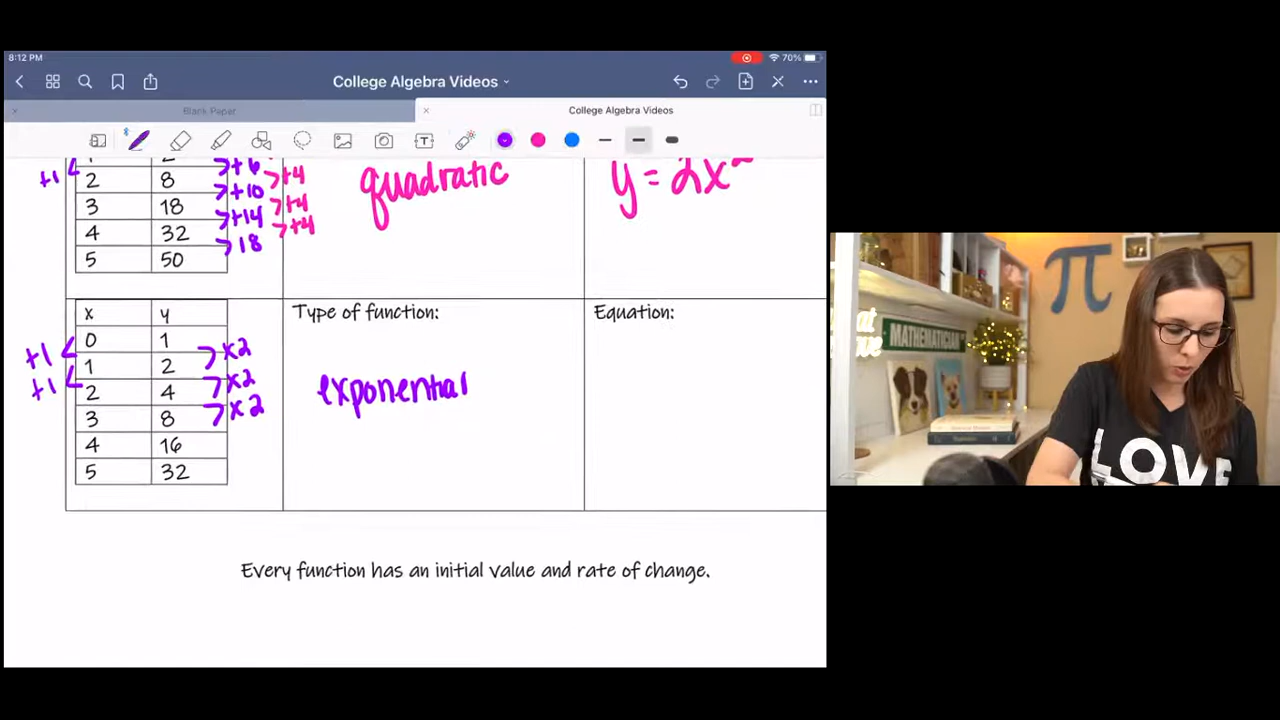 8:12 PM
70%
College Algebra Videos
Blank Paper
College Algebra Videos
+1
2 8
3 18
4 32
5 50
>+6
>+10
>+14
>18
>+4
>+4
>+4
quadratic
y = 2x²
x y
0 1
1 2
2 4
3 8
4 16
5 32
+1
+1
x2
x2
x2
Type of function:
exponential
Equation:
Every function has an initial value and rate of change.
MATHEMATICIAN
π
LOVE